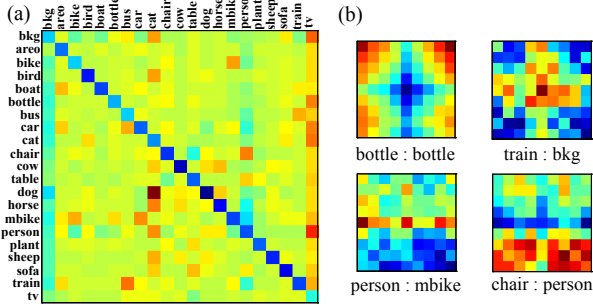 (a)
bkg areo bike bird boat bottle bus car cat chair cow table dog horse mbike person plant sheep sofa train tv
bkg
areo
bike
bird
boat
bottle
bus
car
cat
chair
cow
table
dog
horse
mbike
person
plant
sheep
sofa
train
tv
(b)
bottle : bottle
train : bkg
person : mbike
chair : person